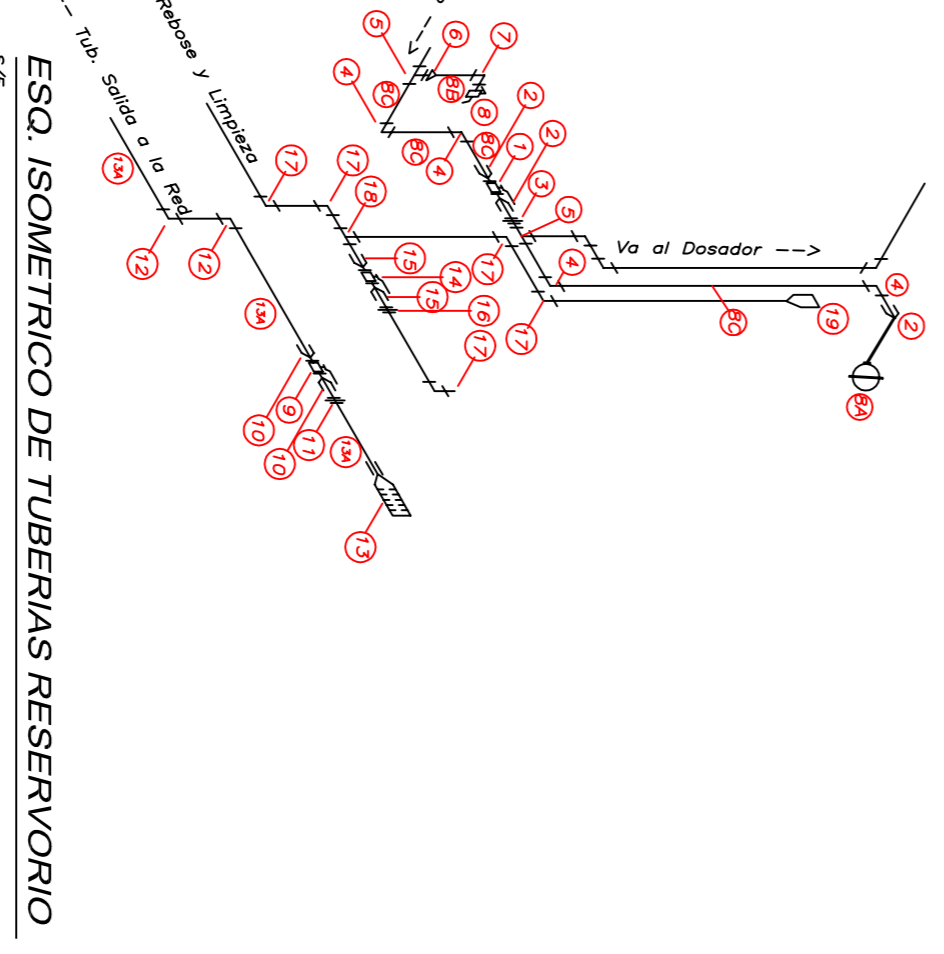 5
6
7
4
8C
8B
8
2
8C
8C
1
2
4
3
5
Va al Dosador -->
4
4
2
8C
19
8A
Rebose y Limpieza
17
17
18
15
14
15
16
17
17
17
-- Tub. Salida a la Red
13A
12
12
13A
10
9
10
11
13A
13
ESQ. ISOMETRICO DE TUBERIAS RESERVORIO